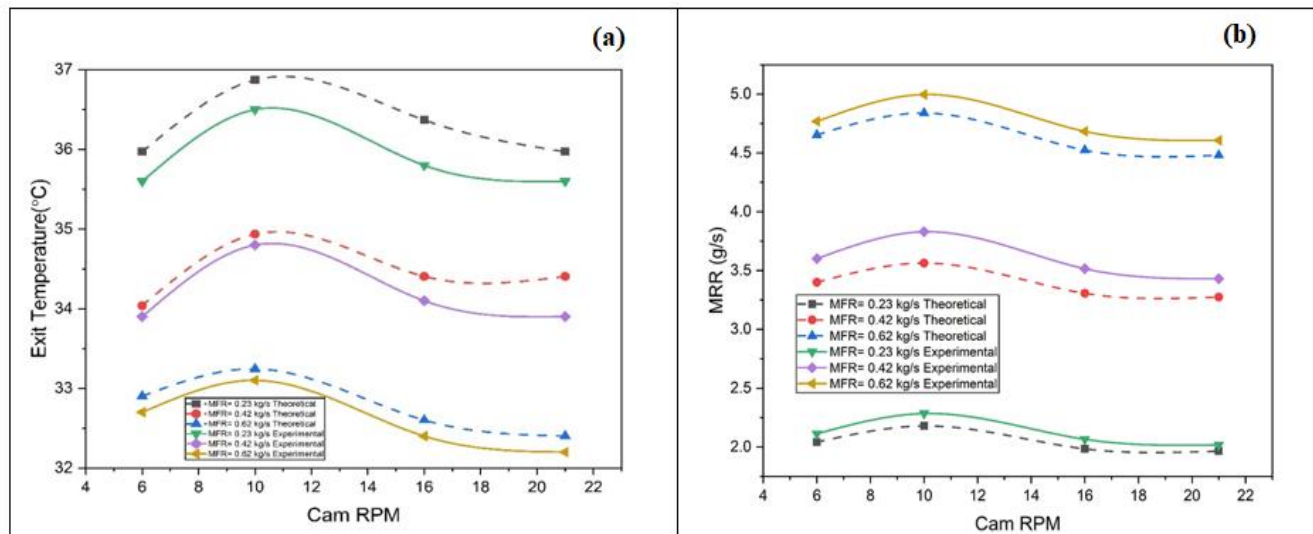 (a)
37
36
35
34
33
32
Exit Temperature(°C)
MFR= 0.23 kg/s Theoretical
MFR= 0.42 kg/s Theoretical
MFR= 0.62 kg/s Theoretical
MFR= 0.23 kg/s Experimental
MFR= 0.42 kg/s Experimental
MFR= 0.62 kg/s Experimental
4 6 8 10 12 14 16 18 20 22
Cam RPM
(b)
5.0
4.5
4.0
3.5
3.0
2.5
2.0
MRR (g/s)
MFR= 0.23 kg/s Theoretical
MFR= 0.42 kg/s Theoretical
MFR= 0.62 kg/s Theoretical
MFR= 0.23 kg/s Experimental
MFR= 0.42 kg/s Experimental
MFR= 0.62 kg/s Experimental
4 6 8 10 12 14 16 18 20 22
Cam RPM